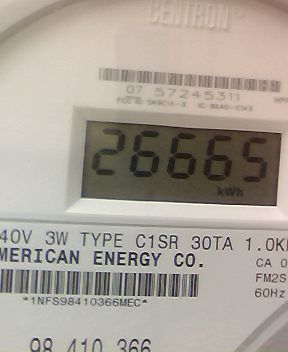 CENTRON®
07 57245311
26665
kWh
40V 3W TYPE C1SR 30TA 1.0K
MERICAN ENERGY CO.
CA 0
FM2S
60Hz
*1NFS98410366MEC*
98 410 366